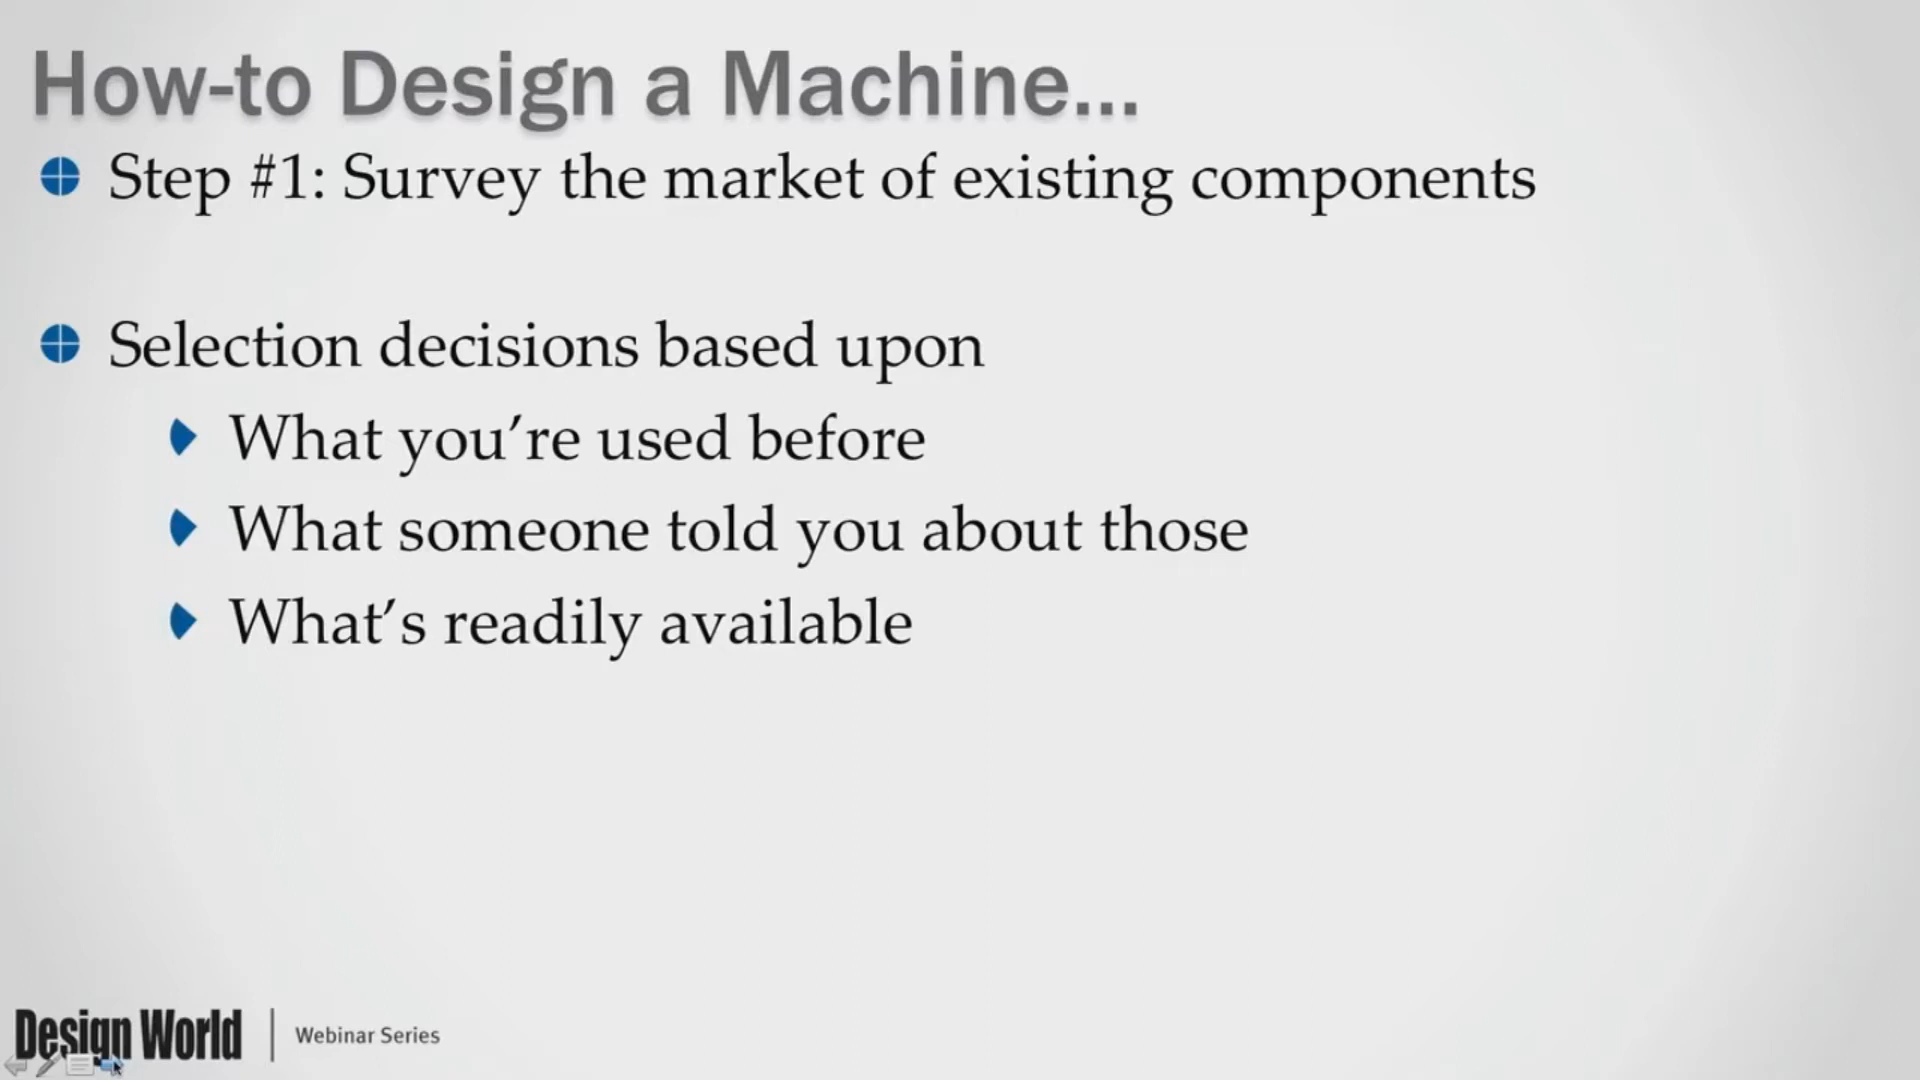 How-to Design a Machine...
Step #1: Survey the market of existing components
Selection decisions based upon
What you’re used before
What someone told you about those
What’s readily available
Design World | Webinar Series